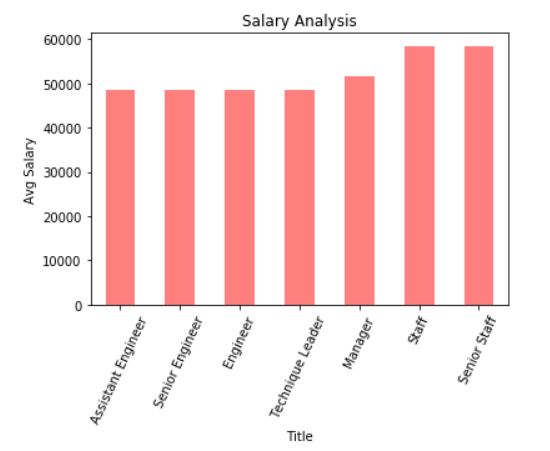 Salary Analysis
60000
50000
40000
30000
20000
10000
0
Avg Salary
Assistant Engineer
Senior Engineer
Engineer
Technique Leader
Manager
Staff
Senior Staff
Title